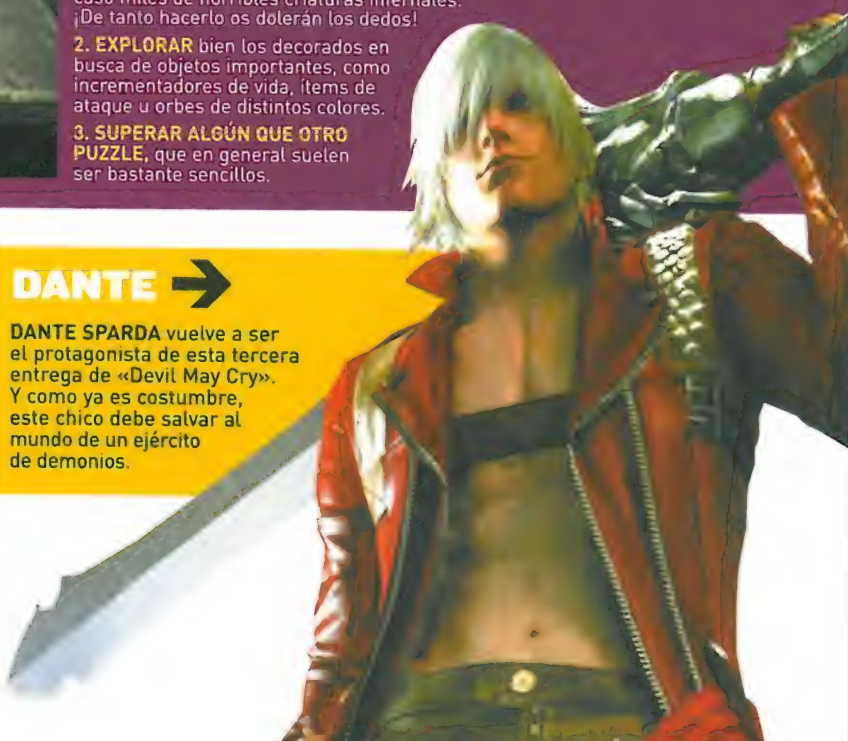 ¡De tanto hacerlo os dolerán los dedos!
2. EXPLORAR bien los decorados en
busca de objetos importantes, como
incrementadores de vida, ítems de
ataque u orbes de distintos colores.
3. SUPERAR ALGÚN QUE OTRO
PUZZLE, que en general suelen
ser bastante sencillos.
DANTE
DANTE SPARDA vuelve a ser
el protagonista de esta tercera
entrega de «Devil May Cry».
Y como ya es costumbre,
este chico debe salvar al
mundo de un ejército
de demonios.